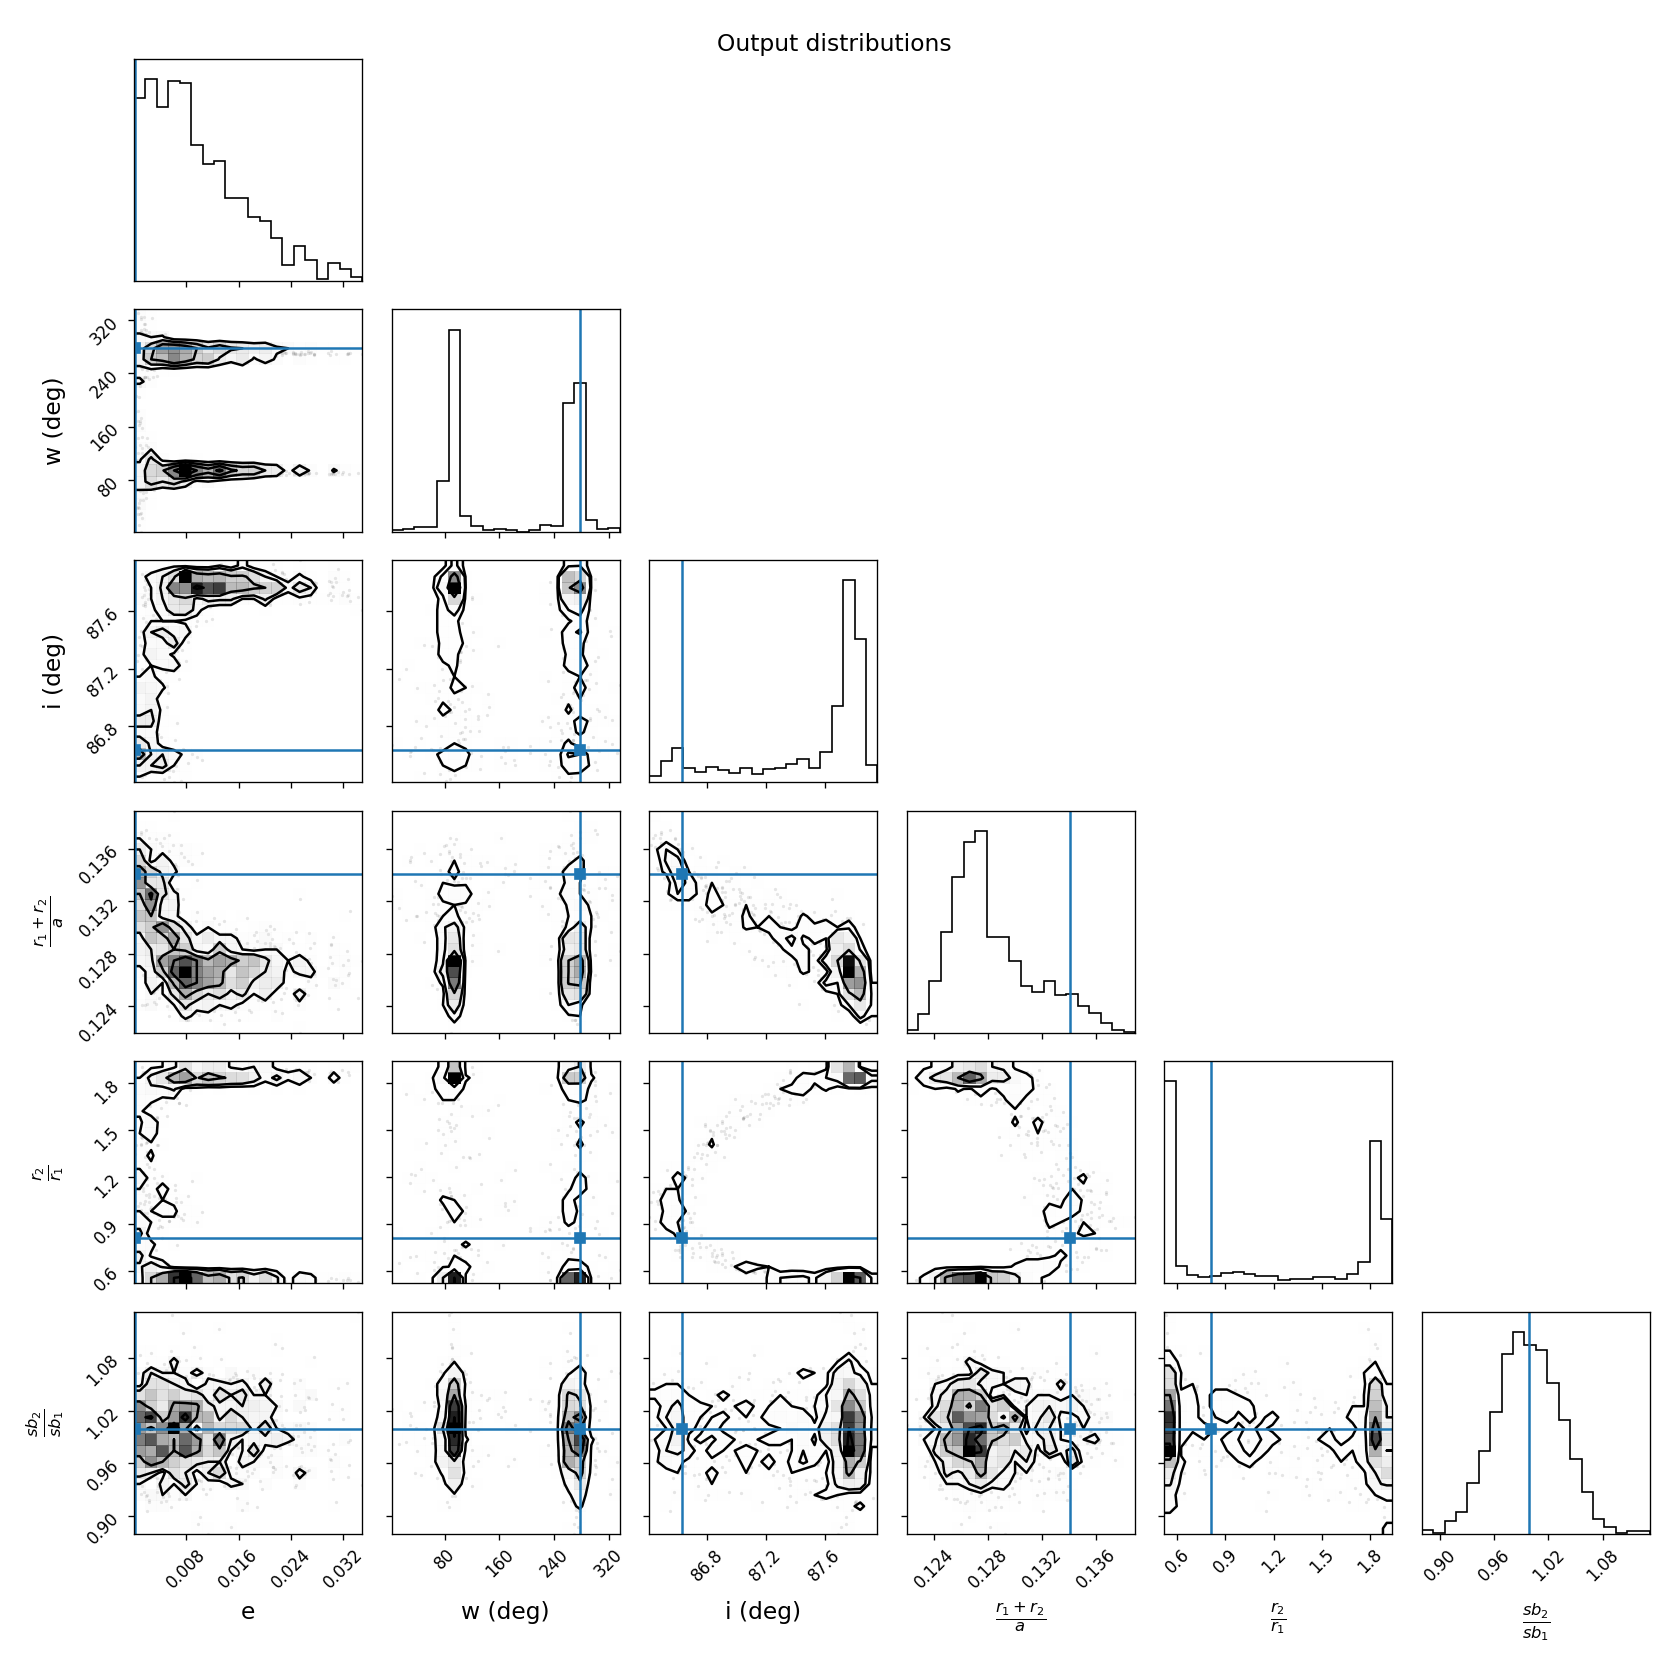 Output distributions
w (deg)
320
240
160
80
i (deg)
87.6
87.2
86.8
r₁ + r₂
a
0.136
0.132
0.128
0.124
r₂
r₁
1.8
1.5
1.2
0.9
0.6
sb₂
sb₁
1.08
1.02
0.96
0.90
0.008 0.016 0.024 0.032
80 160 240 320
86.8 87.2 87.6
0.124 0.128 0.132 0.136
0.6 0.9 1.2 1.5 1.8
0.90 0.96 1.02 1.08
e
w (deg)
i (deg)
r₁ + r₂
a
r₂
r₁
sb₂
sb₁